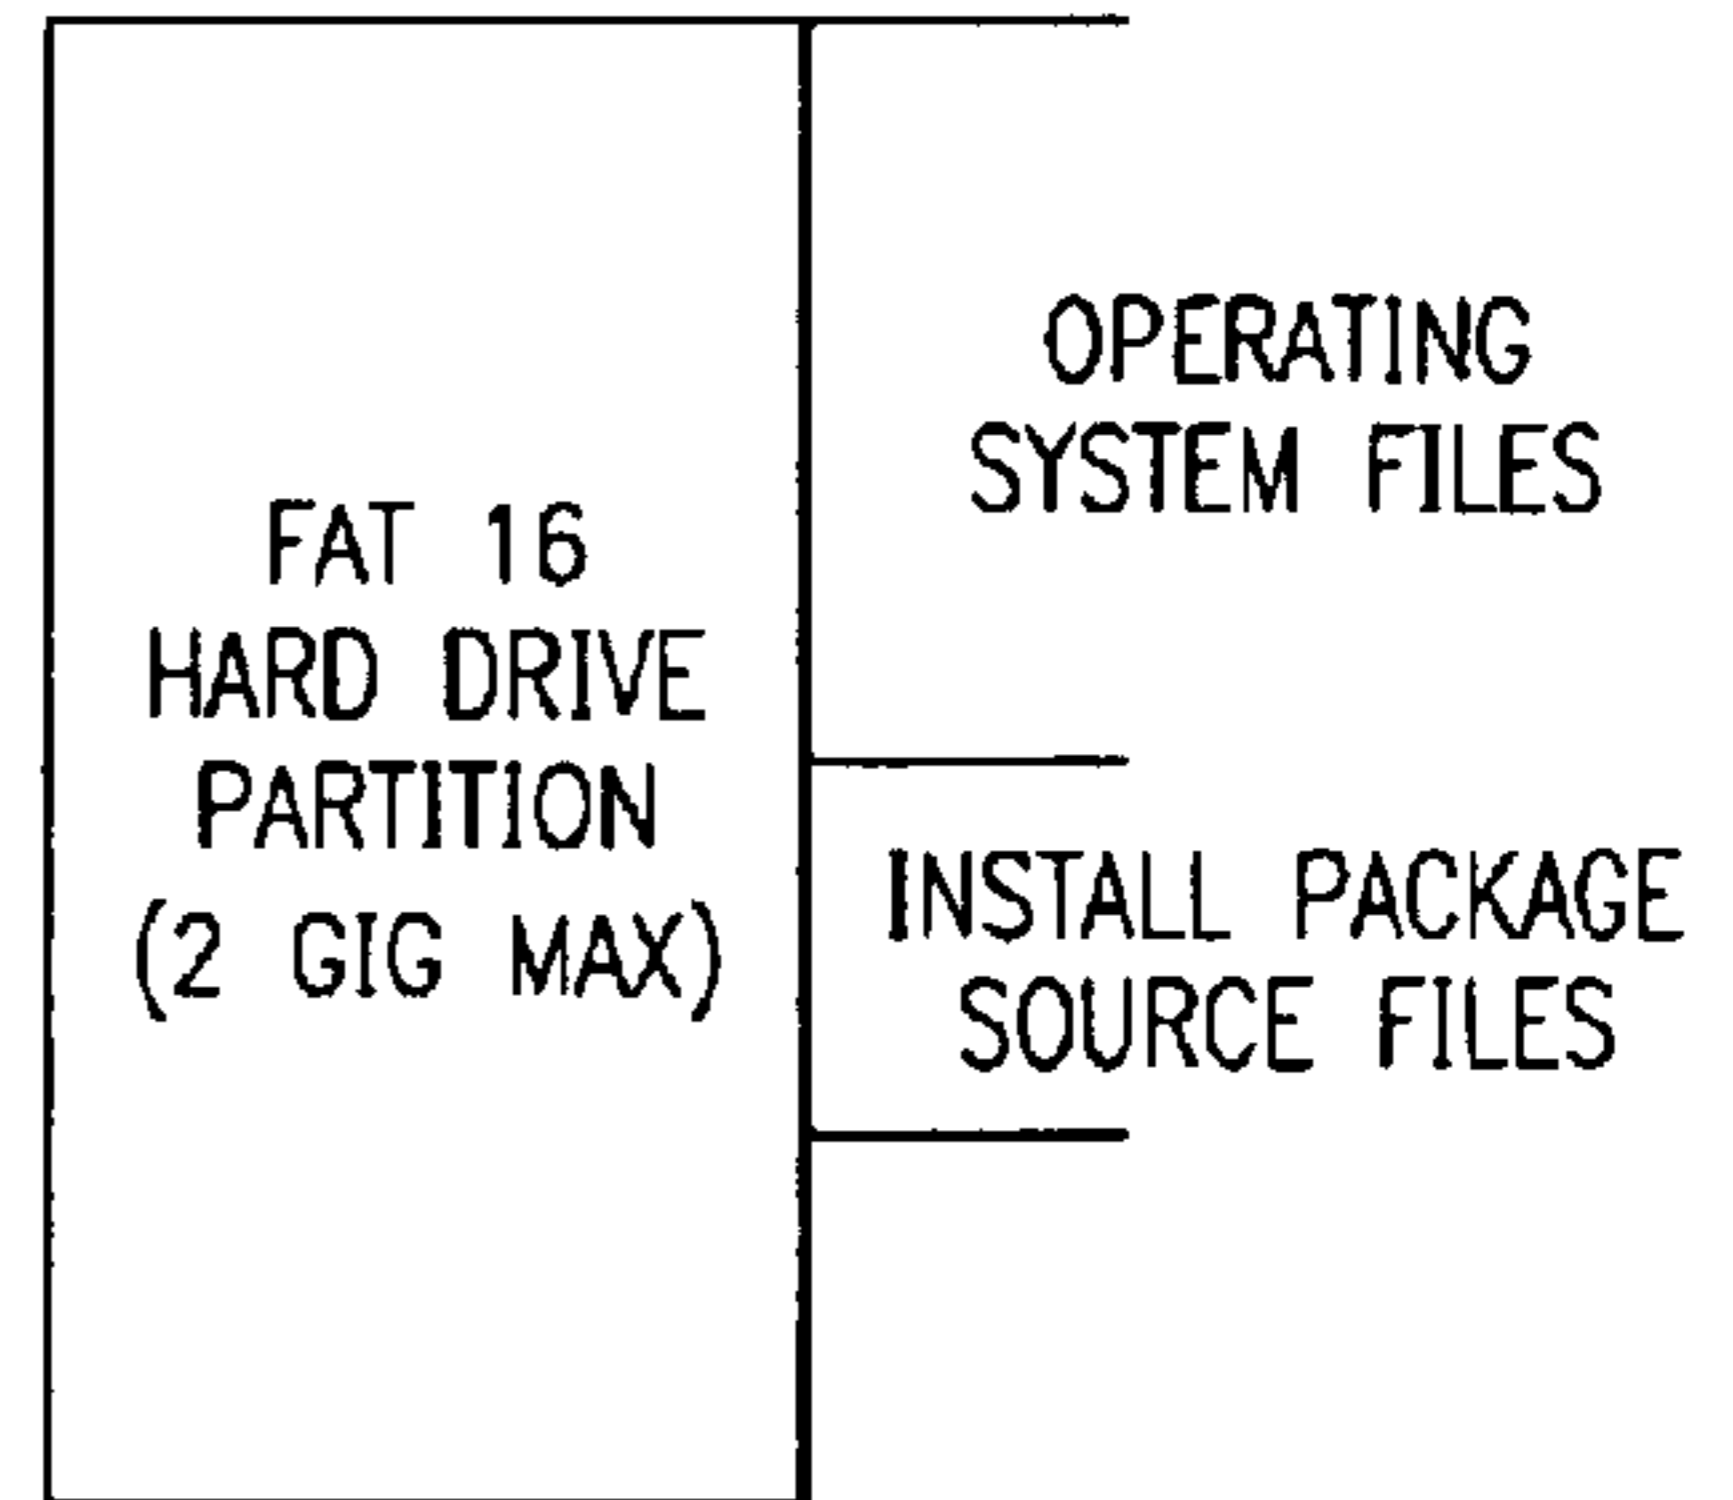 FAT 16
HARD DRIVE
PARTITION
(2 GIG MAX)
OPERATING
SYSTEM FILES
INSTALL PACKAGE
SOURCE FILES